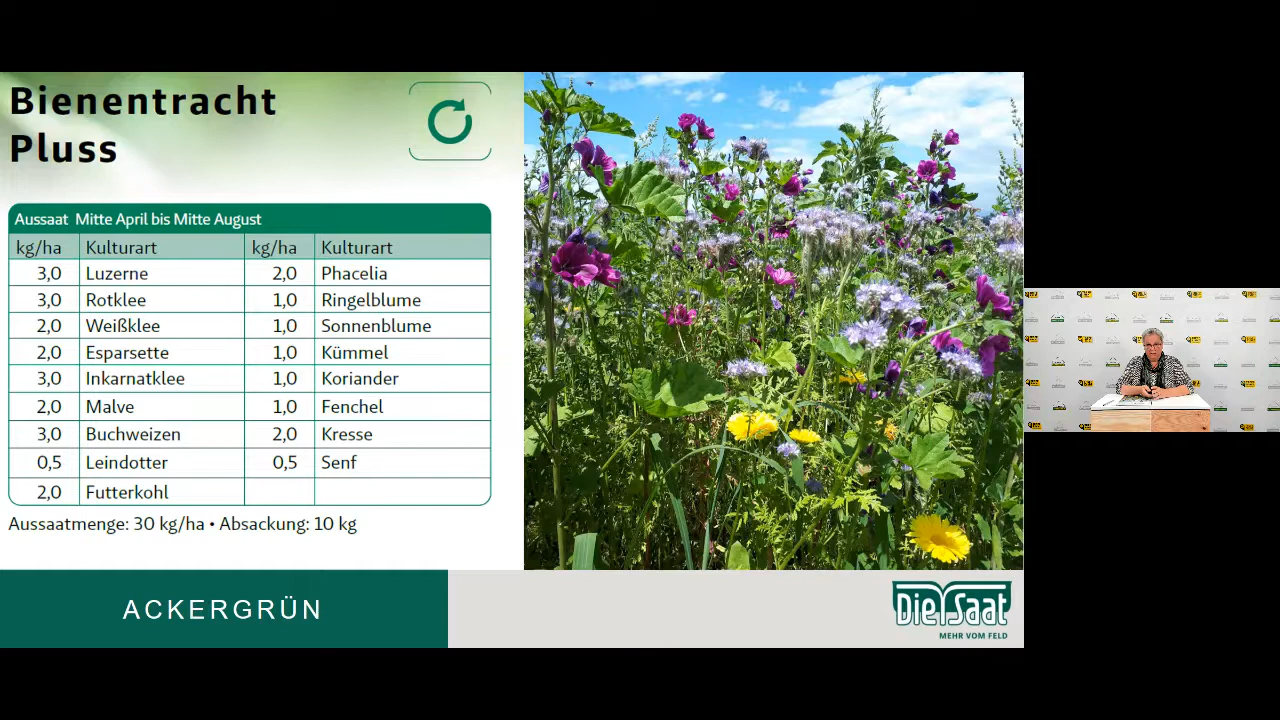 Bienentracht
Pluss
Aussaat Mitte April bis Mitte August
kg/ha Kulturart kg/ha Kulturart
3,0 Luzerne 2,0 Phacelia
3,0 Rotklee 1,0 Ringelblume
2,0 Weißklee 1,0 Sonnenblume
2,0 Esparsette 1,0 Kümmel
3,0 Inkarnatklee 1,0 Koriander
2,0 Malve 1,0 Fenchel
3,0 Buchweizen 2,0 Kresse
0,5 Leindotter 0,5 Senf
2,0 Futterkohl
Aussaatmenge: 30 kg/ha • Absackung: 10 kg
ACKERGRÜN
Die Saat
MEHR VOM FELD